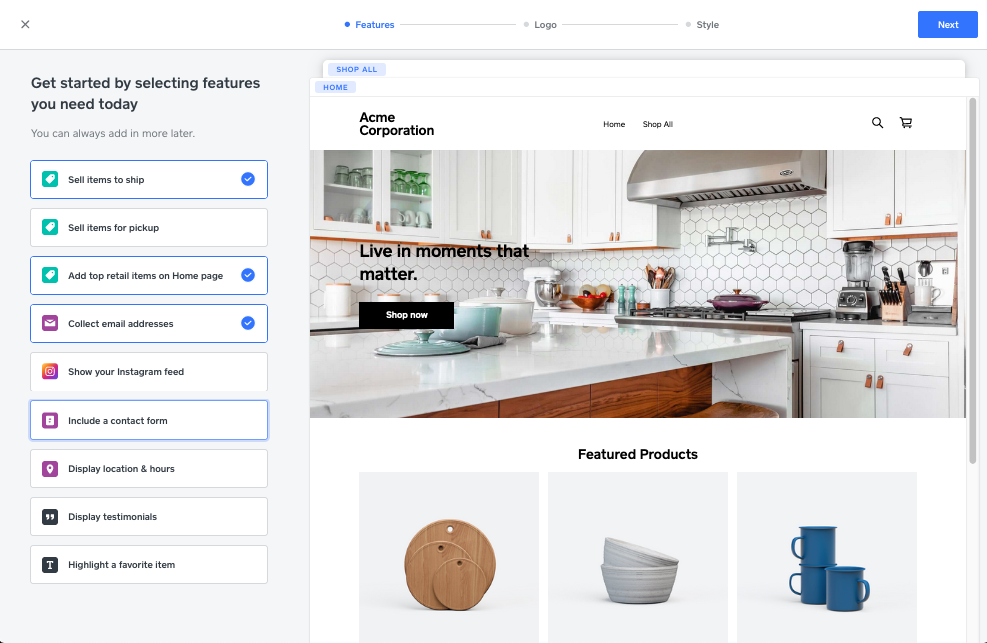 Features
Logo
Style
Next
Get started by selecting features
you need today
You can always add in more later.
Sell items to ship
Sell items for pickup
Add top retail items on Home page
Collect email addresses
Show your Instagram feed
Include a contact form
Display location & hours
Display testimonials
Highlight a favorite item
SHOP ALL
HOME
Acme
Corporation
Home
Shop All
Live in moments that
matter.
Shop now
Featured Products